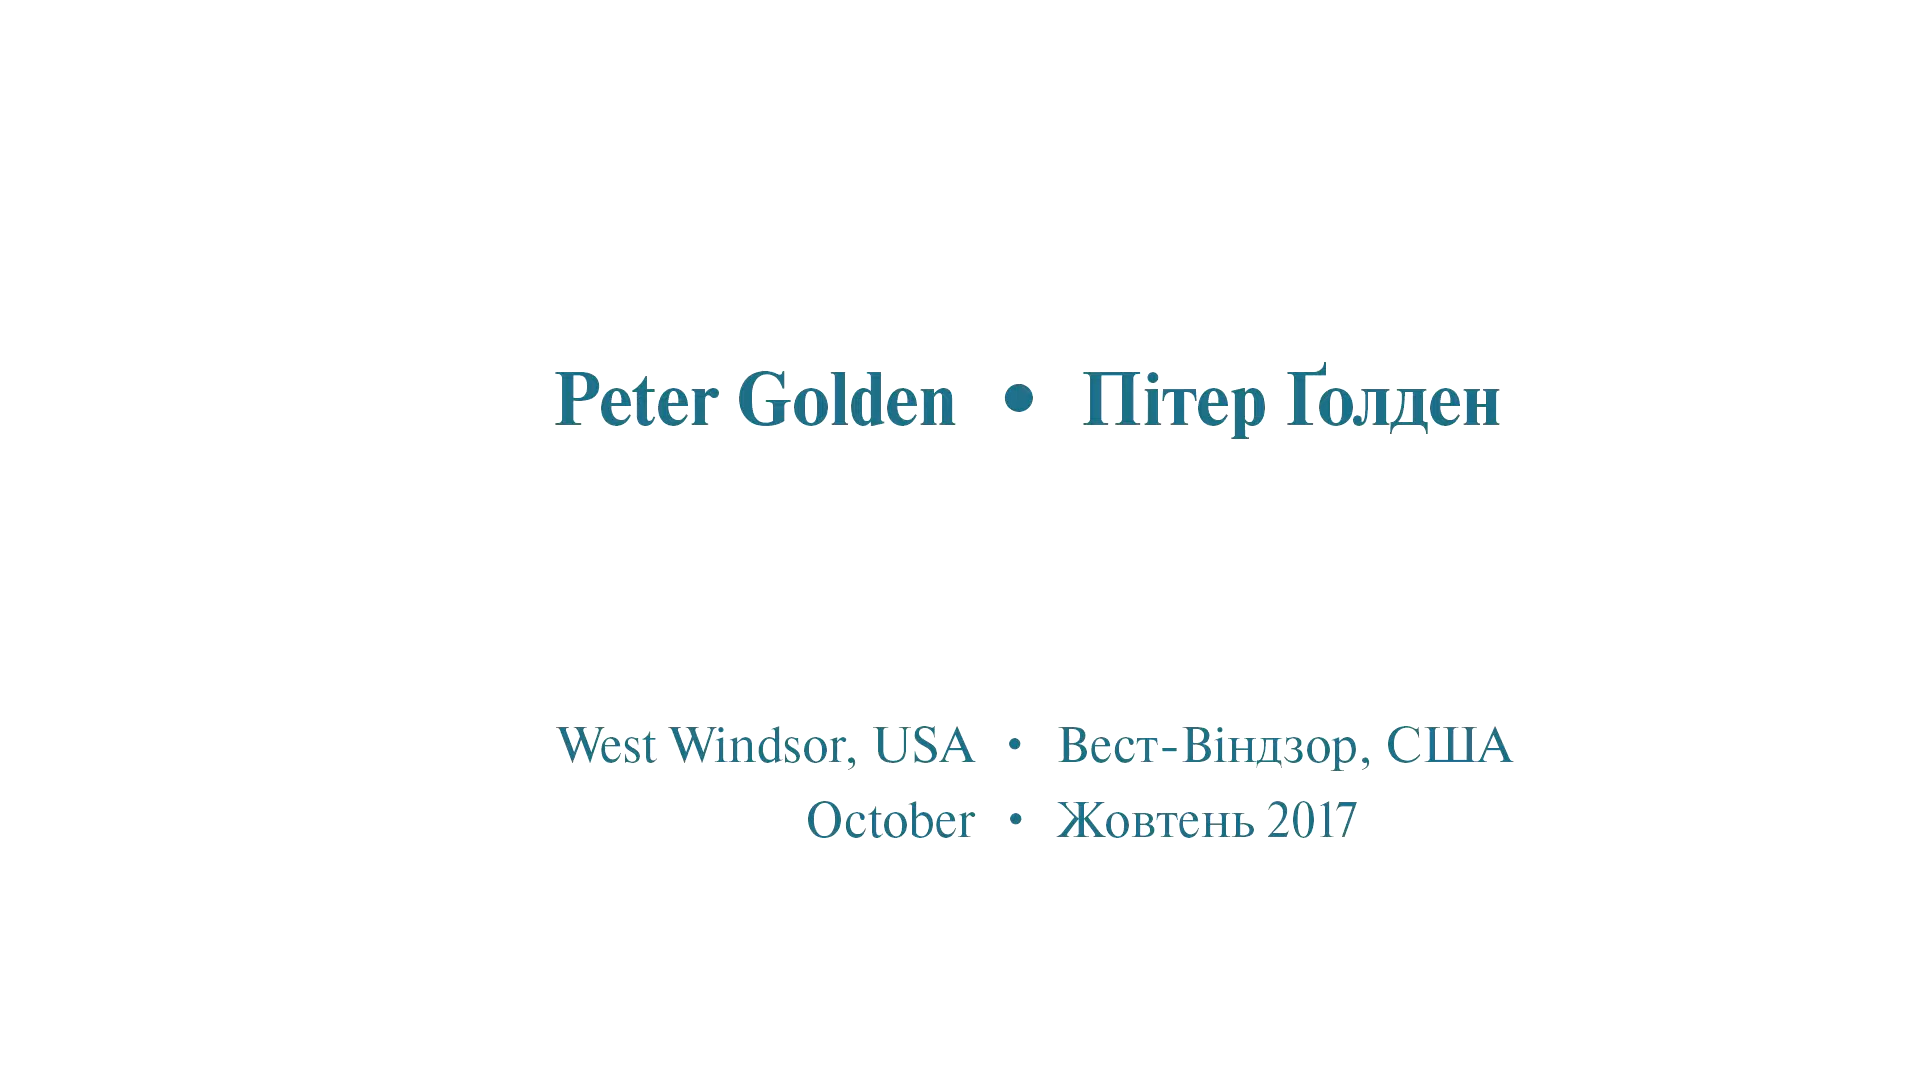 Peter Golden • Пітер Ґолден
West Windsor, USA • Вест-Віндзор, США
October • Жовтень 2017